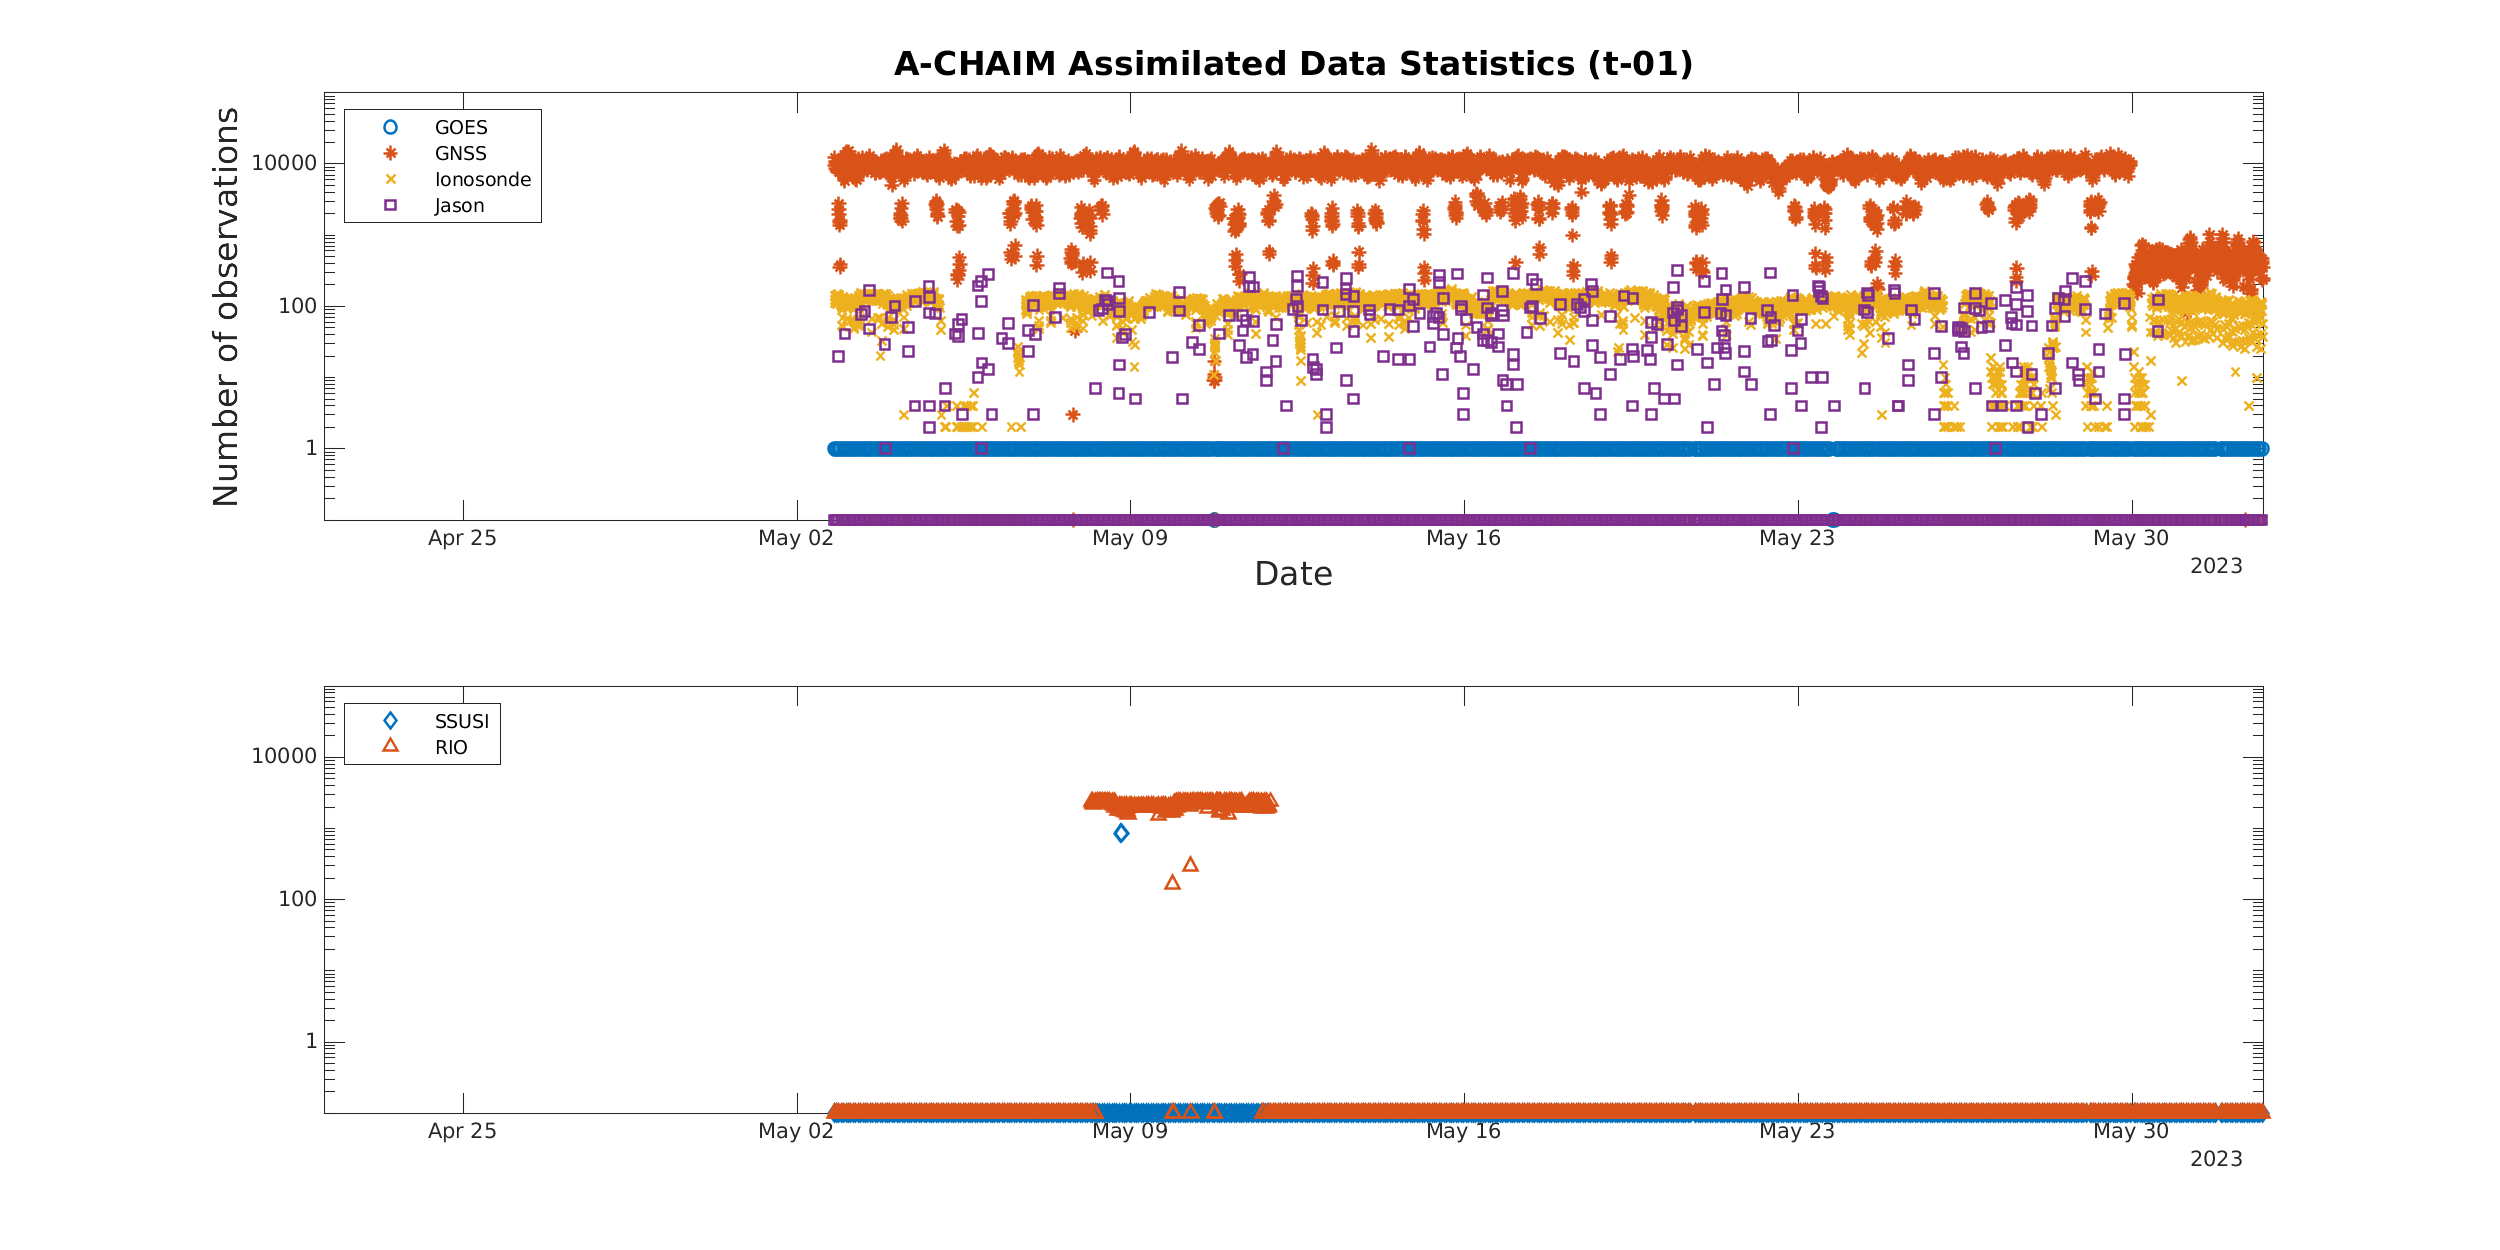 A-CHAIM Assimilated Data Statistics (t-01)
GOES
GNSS
Ionosonde
Jason
Number of observations
10000
100
1
Apr 25 May 02 May 09 May 16 May 23 May 30
2023
Date
SSUSI
RIO
10000
100
1
Apr 25 May 02 May 09 May 16 May 23 May 30
2023